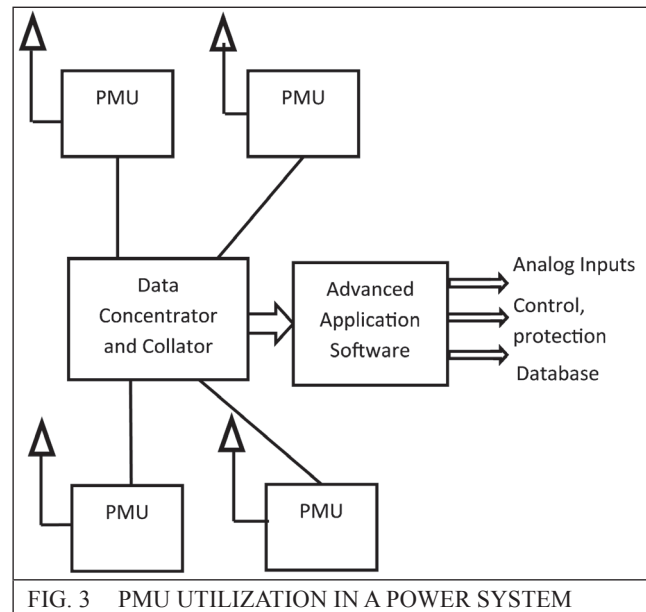 PMU
PMU
Data
Concentrator
and Collator
Advanced
Application
Software
Analog Inputs
Control,
protection
Database
PMU
PMU
FIG. 3 PMU UTILIZATION IN A POWER SYSTEM